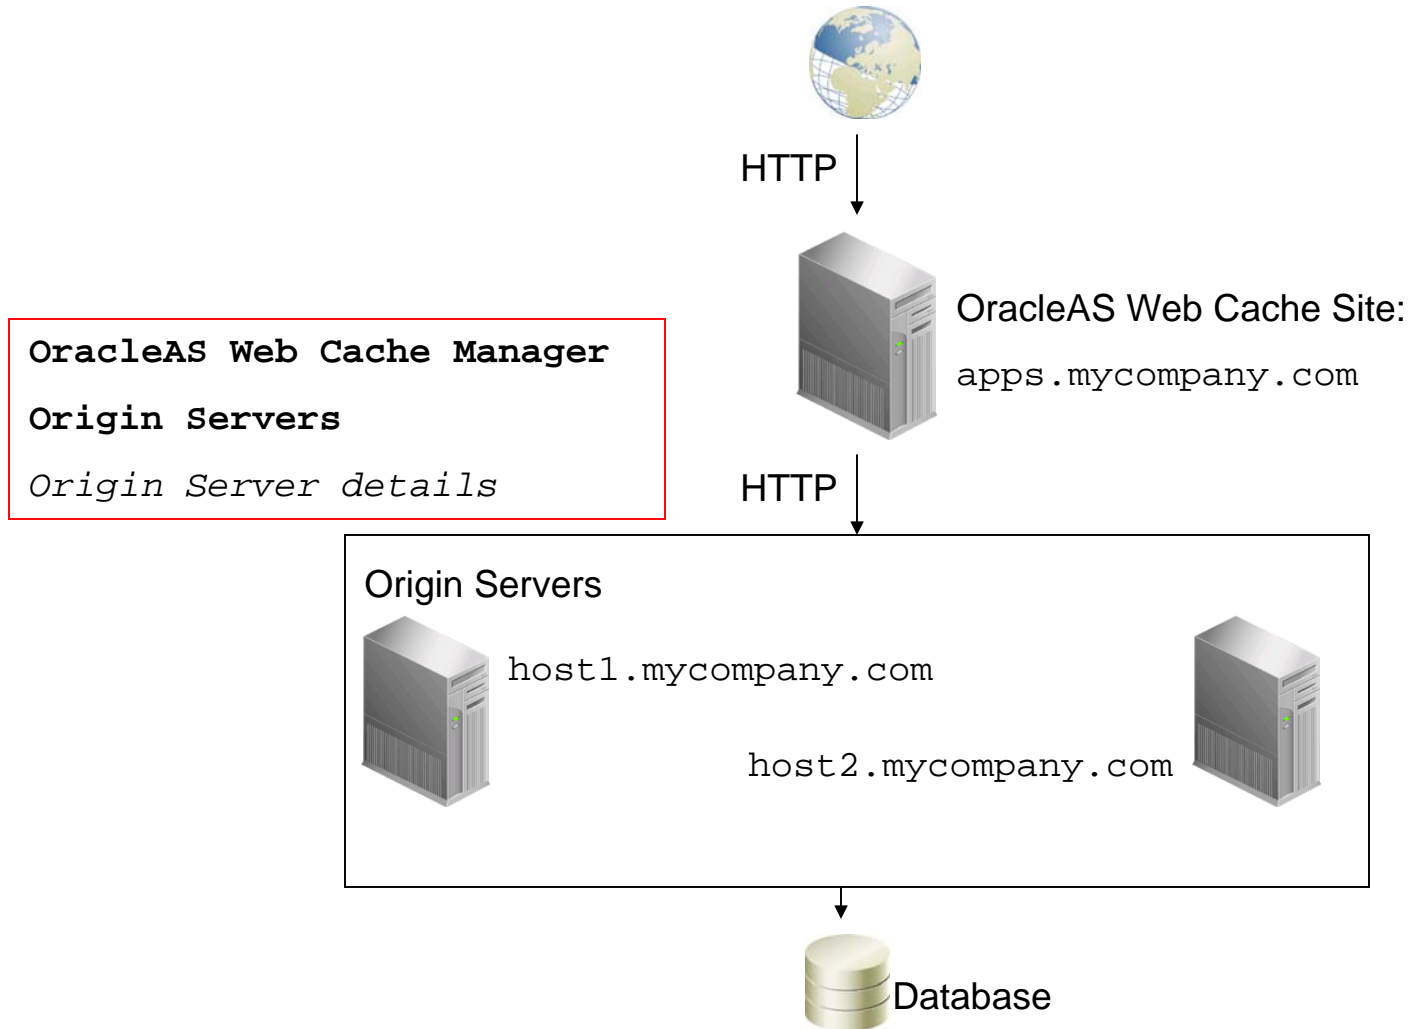 HTTP
OracleAS Web Cache Site:
apps.mycompany.com
OracleAS Web Cache Manager
Origin Servers
Origin Server details
HTTP
Origin Servers
host1.mycompany.com
host2.mycompany.com
Database